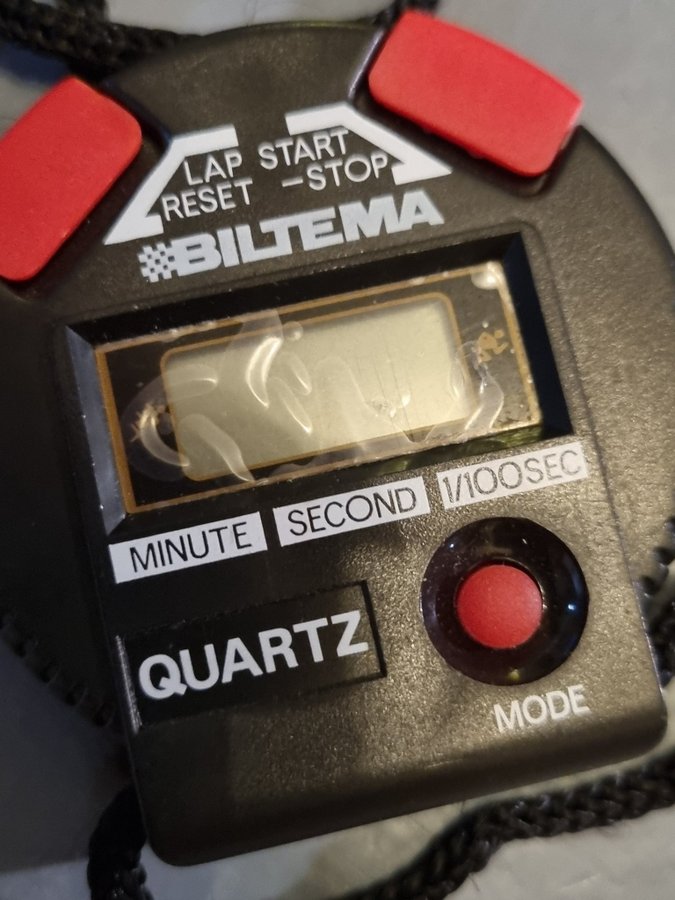 LAP START
RESET -STOP
BILTEMA
MINUTE SECOND 1/100SEC
QUARTZ
MODE